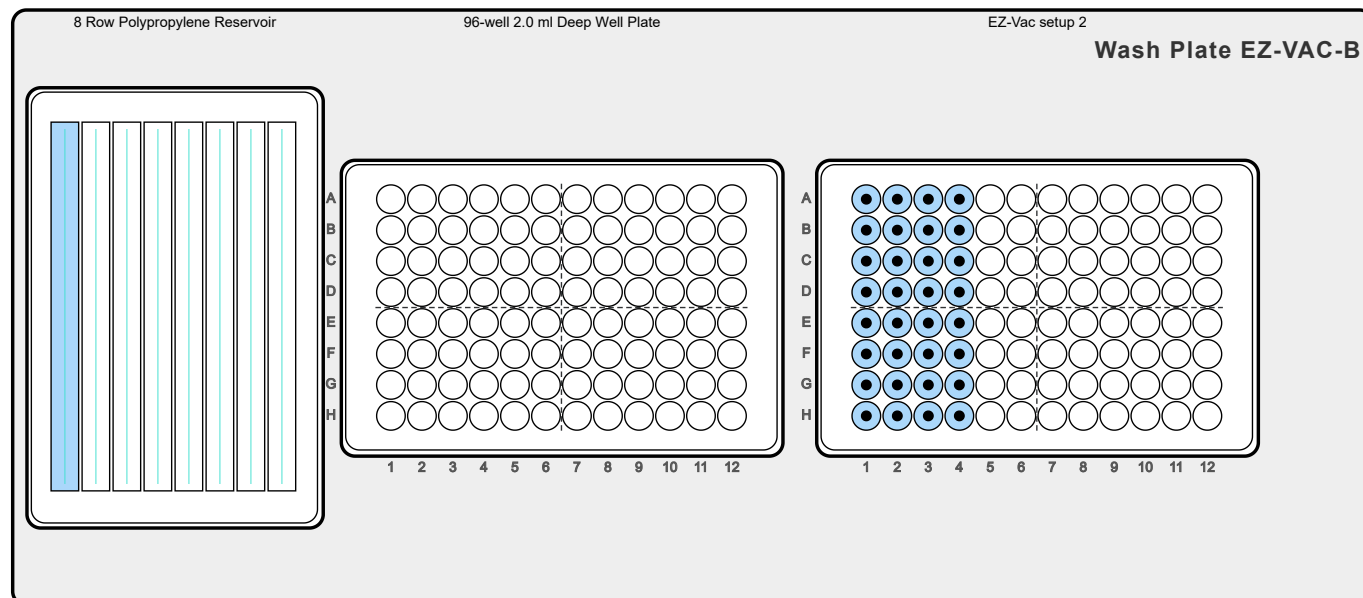 8 Row Polypropylene Reservoir
96-well 2.0 ml Deep Well Plate
EZ-Vac setup 2
Wash Plate EZ-VAC-B
A
B
C
D
E
F
G
H
1 2 3 4 5 6 7 8 9 10 11 12
A
B
C
D
E
F
G
H
1 2 3 4 5 6 7 8 9 10 11 12